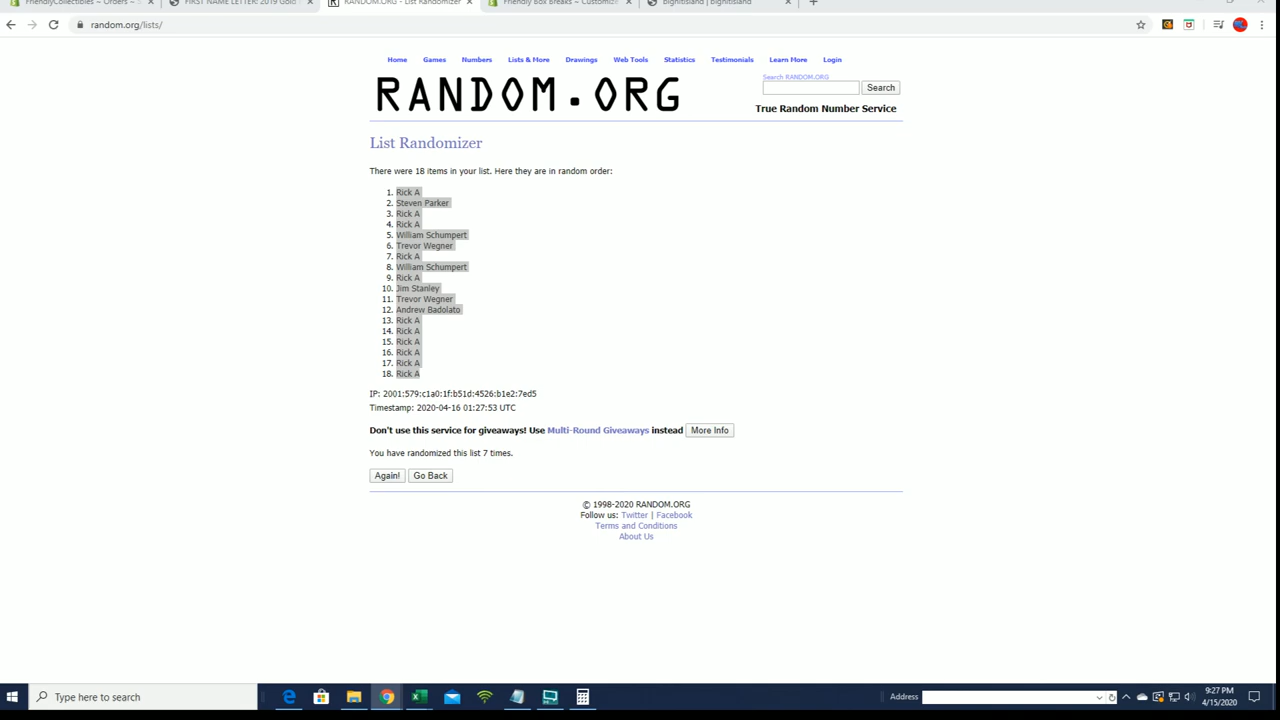 FriendlyCollectibles ~ Orders ~ S
FIRST NAME LETTER: 2019 Gold
RANDOM.ORG - List Randomizer
Friendly Box Breaks ~ Customize
bignitisland | bignitisland
random.org/lists/
Home Games Numbers Lists & More Drawings Web Tools Statistics Testimonials Learn More Login
RANDOM.ORG
Search RANDOM.ORG
Search
True Random Number Service
List Randomizer
There were 18 items in your list. Here they are in random order:
1. Rick A
2. Steven Parker
3. Rick A
4. Rick A
5. William Schumpert
6. Trevor Wegner
7. Rick A
8. William Schumpert
9. Rick A
10. Jim Stanley
11. Trevor Wegner
12. Andrew Badolato
13. Rick A
14. Rick A
15. Rick A
16. Rick A
17. Rick A
18. Rick A
IP: 2001:579:c1a0:1f:b51d:4526:b1e2:7ed5
Timestamp: 2020-04-16 01:27:53 UTC
Don't use this service for giveaways! Use Multi-Round Giveaways instead More Info
You have randomized this list 7 times.
Again! Go Back
© 1998-2020 RANDOM.ORG
Follow us: Twitter | Facebook
Terms and Conditions
About Us
Type here to search
Address
9:27 PM
4/15/2020